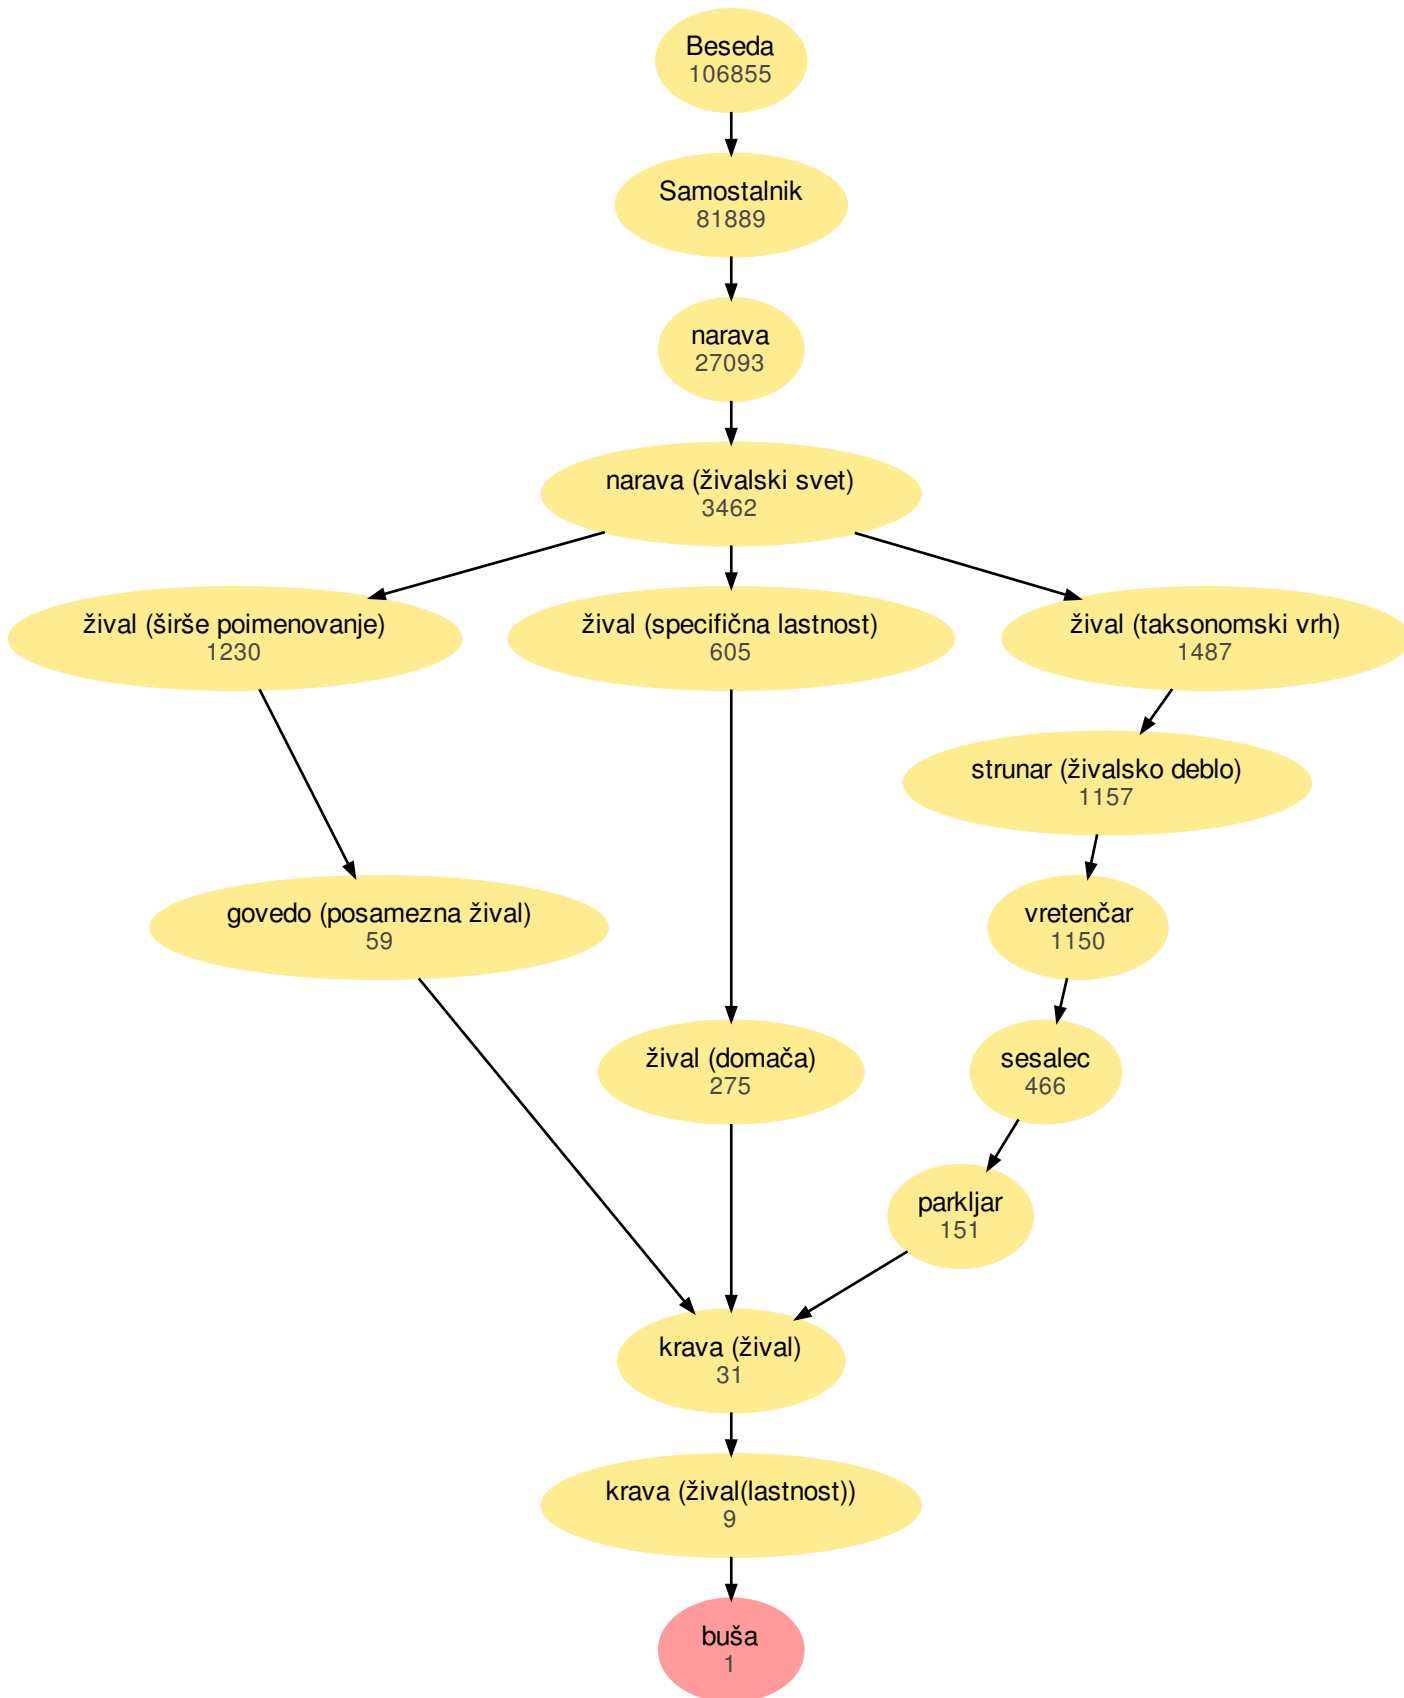 Beseda
106855
Samostalnik
81889
narava
27093
narava (živalski svet)
3462
žival (širše poimenovanje)
1230
žival (specifična lastnost)
605
žival (taksonomski vrh)
1487
strunar (živalsko deblo)
1157
govedo (posamezna žival)
59
vretenčar
1150
žival (domača)
275
sesalec
466
parkljar
151
krava (žival)
31
krava (žival(lastnost))
9
buša
1